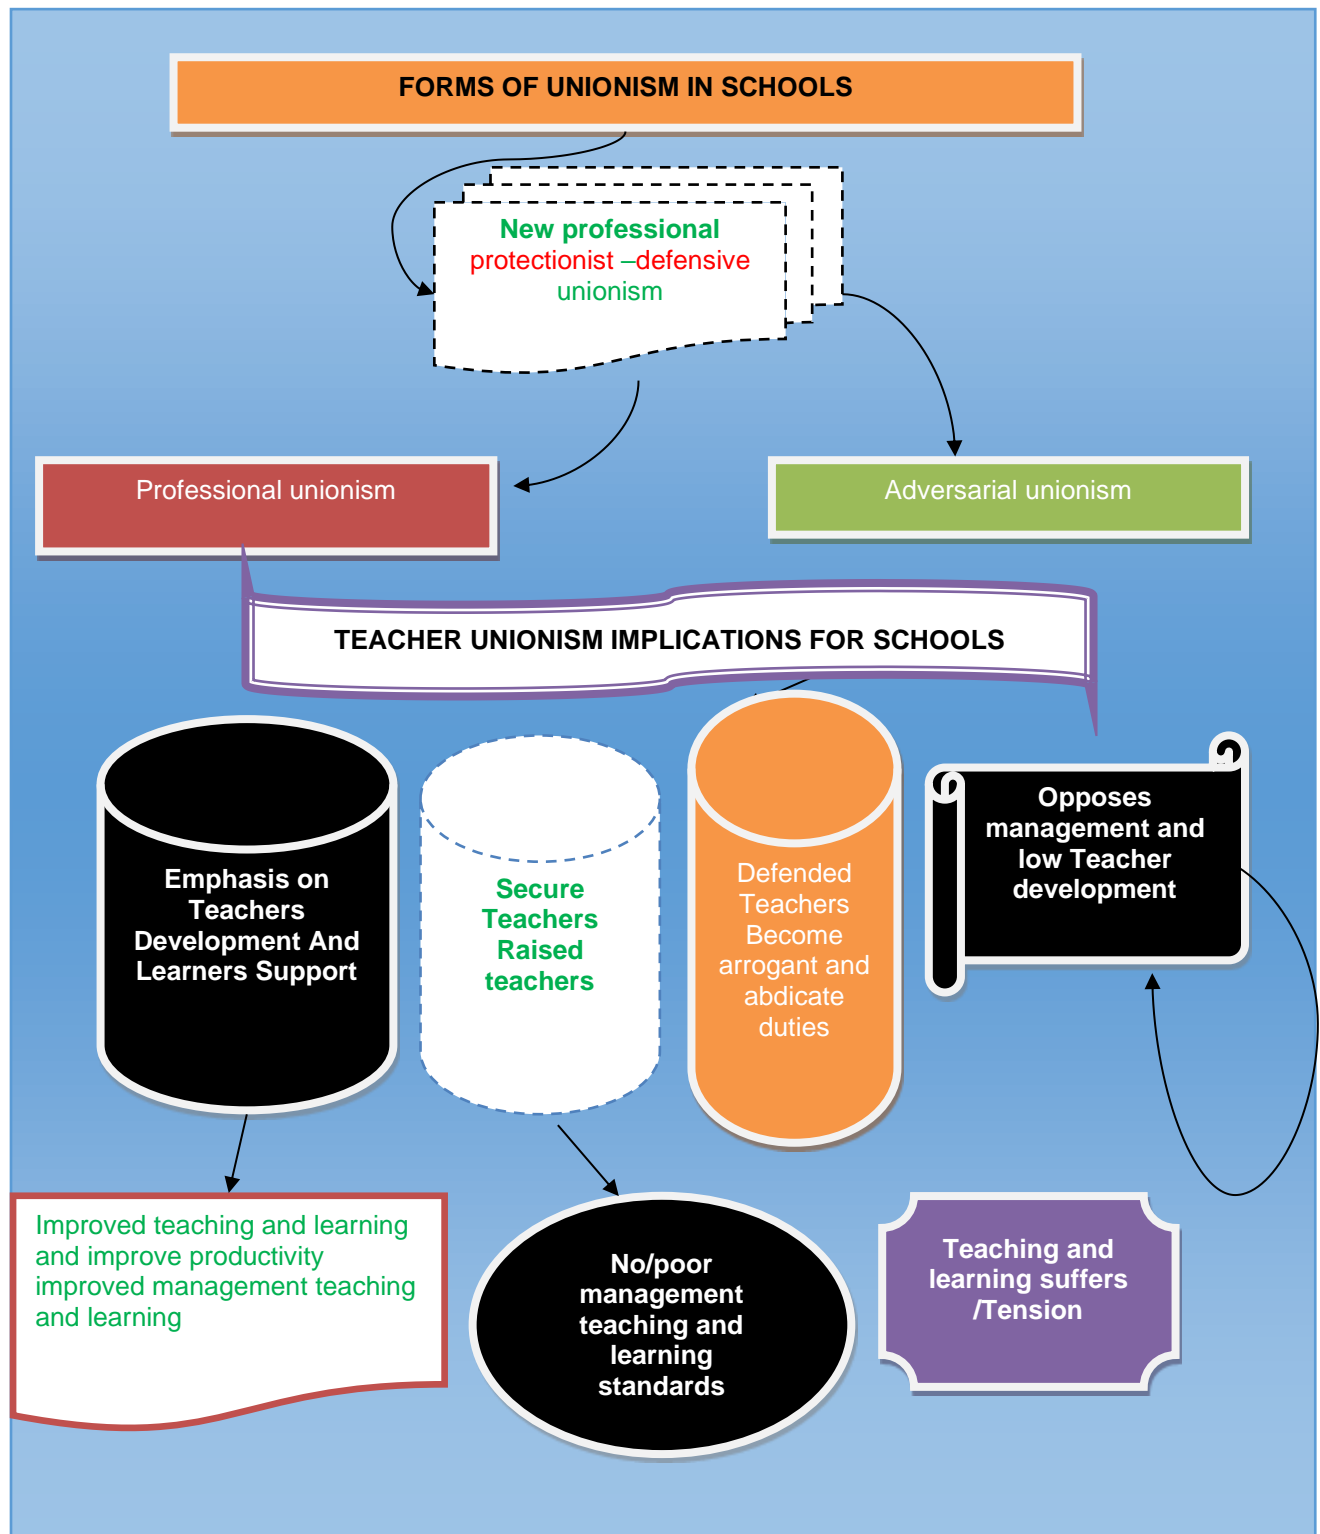 FORMS OF UNIONISM IN SCHOOLS
New professional
protectionist –defensive
unionism
Professional unionism
Adversarial unionism
TEACHER UNIONISM IMPLICATIONS FOR SCHOOLS
Emphasis on
Teachers
Development And
Learners Support
Secure
Teachers
Raised
teachers
Defended
Teachers
Become
arrogant and
abdicate
duties
Opposes
management and
low Teacher
development
Improved teaching and learning
and improve productivity
improved management teaching
and learning
No/poor
management
teaching and
learning
standards
Teaching and
learning suffers
/Tension